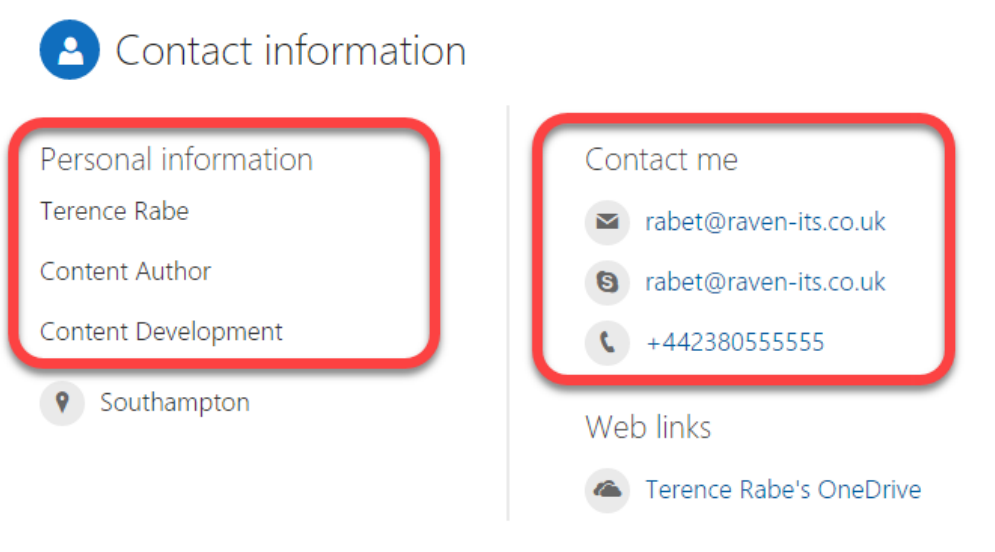 Contact information
Personal information
Terence Rabe
Content Author
Content Development
Southampton
Contact me
rabet@raven-its.co.uk
rabet@raven-its.co.uk
+442380555555
Web links
Terence Rabe's OneDrive